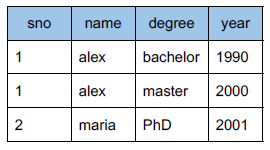 sno name degree year
1 alex bachelor 1990
1 alex master 2000
2 maria PhD 2001